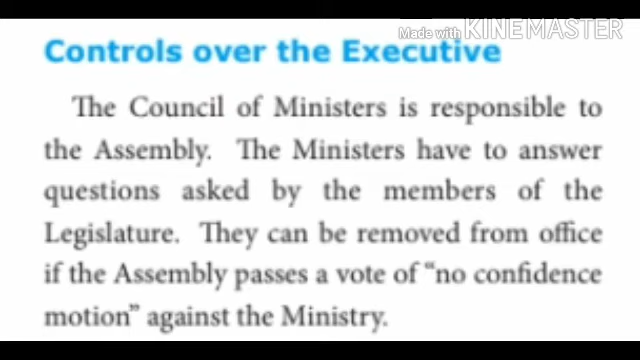 Made with KINEMASTER
Controls over the Executive
The Council of Ministers is responsible to
the Assembly. The Ministers have to answer
questions asked by the members of the
Legislature. They can be removed from office
if the Assembly passes a vote of “no confidence
motion” against the Ministry.